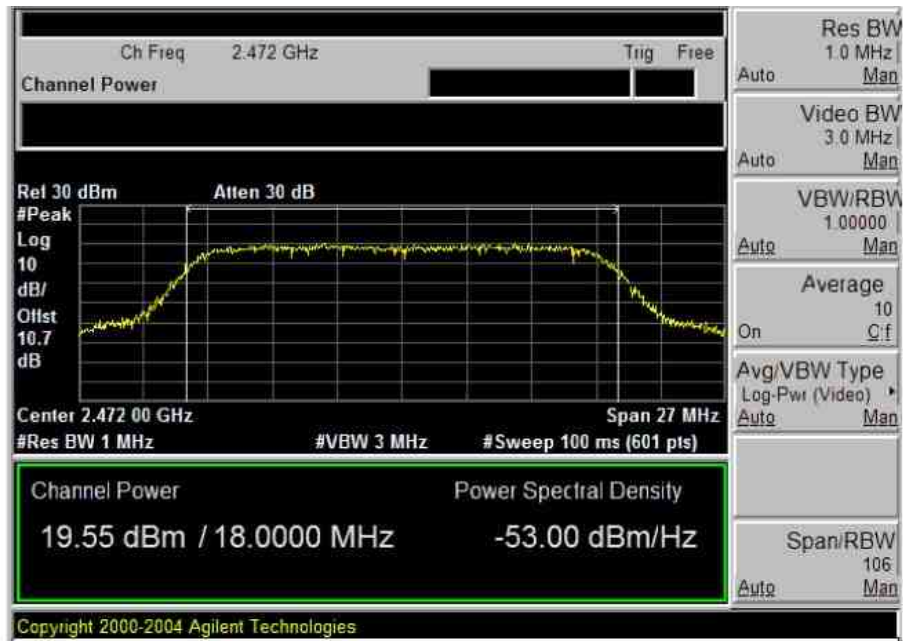 Ch Freq 2.472 GHz Trig Free
Channel Power
Ref 30 dBm Atten 30 dB
#Peak
Log
10
dB/
Offst
10.7
dB
Center 2.472 00 GHz Span 27 MHz
#Res BW 1 MHz #VBW 3 MHz #Sweep 100 ms (601 pts)
Channel Power Power Spectral Density
19.55 dBm / 18.0000 MHz -53.00 dBm/Hz
Copyright 2000-2004 Agilent Technologies
Res BW
1.0 MHz
Auto Man
Video BW
3.0 MHz
Auto Man
VBW/RBW
1.00000
Auto Man
Average
10
On Off
Avg/VBW Type
Log-Pwr (Video)
Auto Man
Span/RBW
106
Auto Man